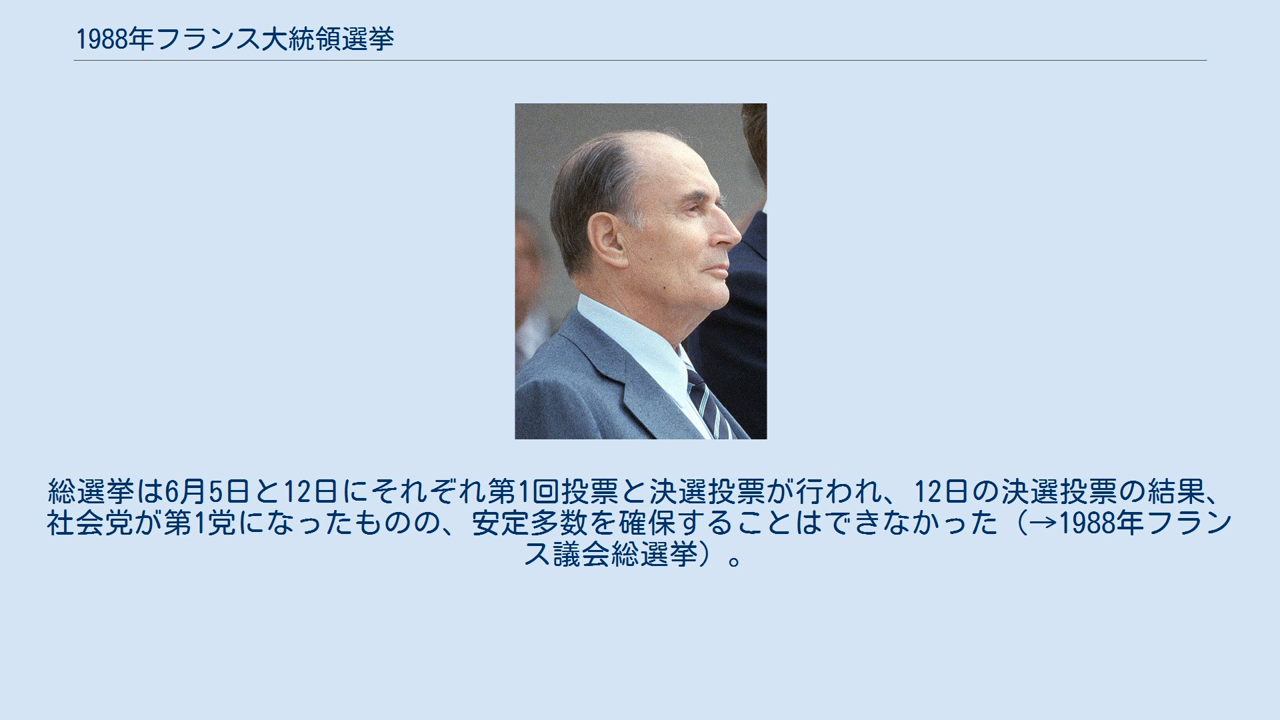 1988年フランス大統領選挙
総選挙は6月5日と12日にそれぞれ第1回投票と決選投票が行われ、12日の決選投票の結果、
社会党が第1党になったものの、安定多数を確保することはできなかった（→1988年フラン
ス議会総選挙）。